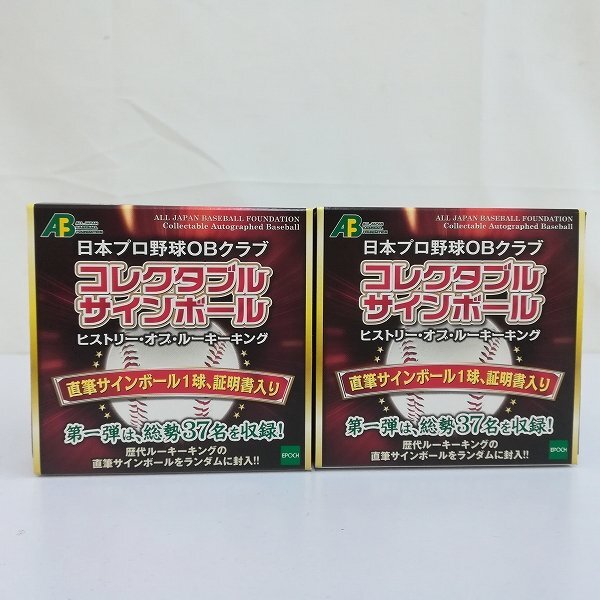 AB ALL JAPAN BASEBALL FOUNDATION
ALL JAPAN BASEBALL FOUNDATION
Collectable Autographed Baseball
日本プロ野球OBクラブ
コレクタブル
サインボール
ヒストリー・オブ・ルーキーキング
直筆サインボール1球、証明書入り
第一弾は、総勢37名を収録!
歴代ルーキーキングの
直筆サインボールをランダムに封入!!
EPOCH
AB ALL JAPAN BASEBALL FOUNDATION
ALL JAPAN BASEBALL FOUNDATION
Collectable Autographed Baseball
日本プロ野球OBクラブ
コレクタブル
サインボール
ヒストリー・オブ・ルーキーキング
直筆サインボール1球、証明書入り
第一弾は、総勢37名を収録!
歴代ルーキーキングの
直筆サインボールをランダムに封入!!
EPOCH